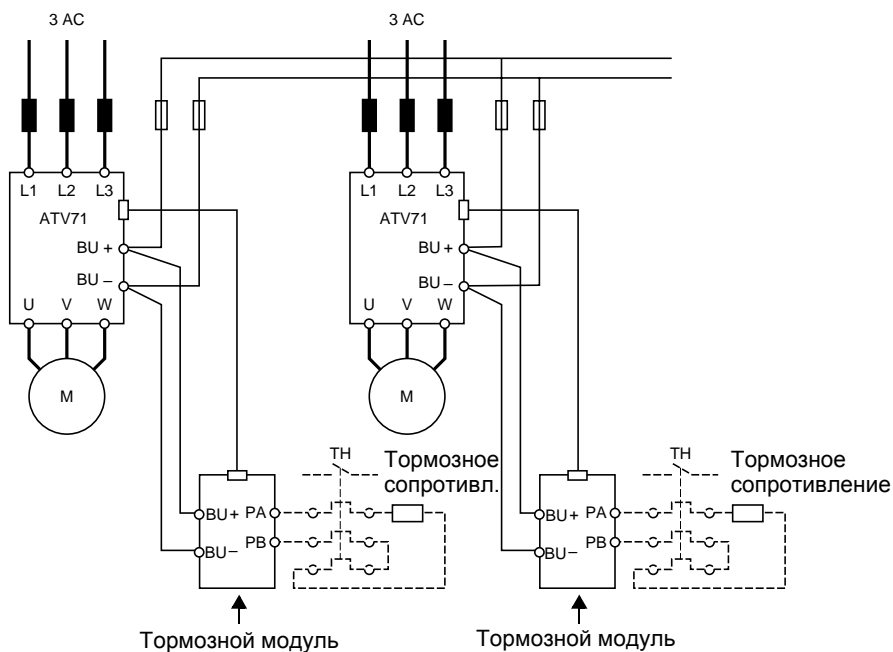 3 AC 3 AC
L1 L2 L3 L1 L2 L3
ATV71 ATV71
BU + BU +
BU – BU –
U V W U V W
M M
TH Тормозное TH Тормозное
сопротивл. сопротивление
BU+ PA BU+ PA
PB PB
BU– BU–
Тормозной модуль Тормозной модуль